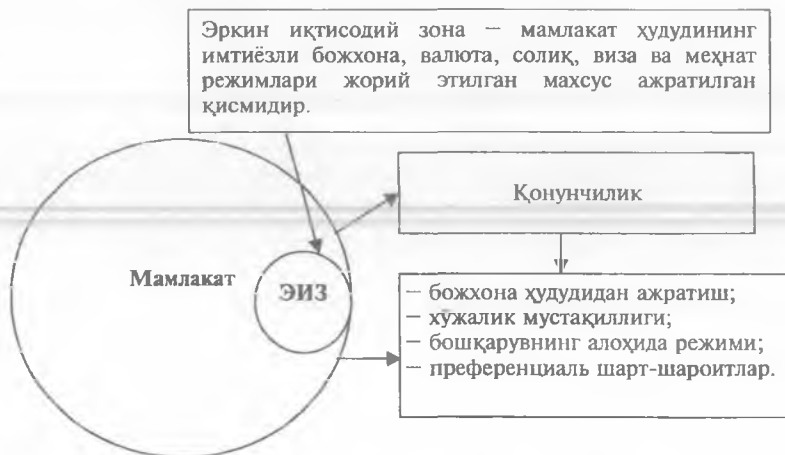 Эркин иқтисодий зона — мамлакат ҳудудининг
имтиёзли божхона, валюта, солиқ, виза ва меҳнат
режимлари жорий этилган махсус ажратилган
қисмидир.
Қонунчилик
Мамлакат
ЭИЗ
— божхона ҳудудидан ажратиш;
— хужалик мустақиллиги;
— бошқарувнинг алоҳида режими;
— преференциаль шарт-шароитлар.